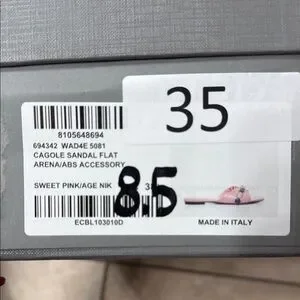 35
8105648694
694342 WAD4E 5081
CAGOLE SANDAL FLAT
ARENA/ABS ACCESSORY
SWEET PINK/AGE NIK
8.5
ECBL103010D
MADE IN ITALY